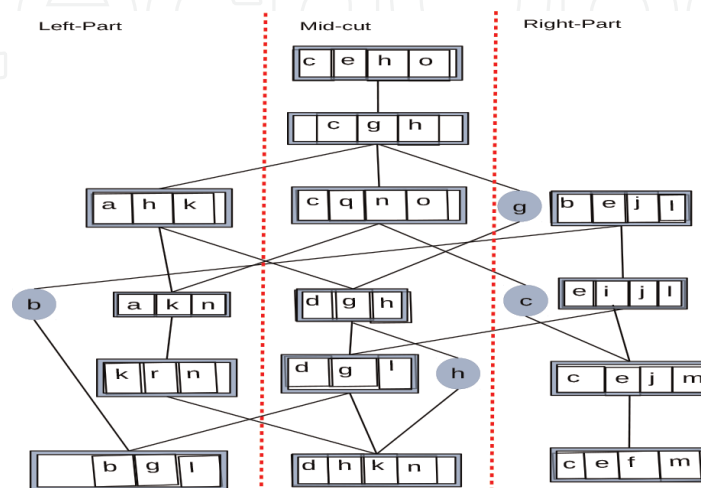 Left-Part Mid-cut Right-Part
c e h o
c g h
a h k c q n o g b e j l
b a k n d g h c e i j l
k r n d g l h c e j m
b g l d h k n c e f m